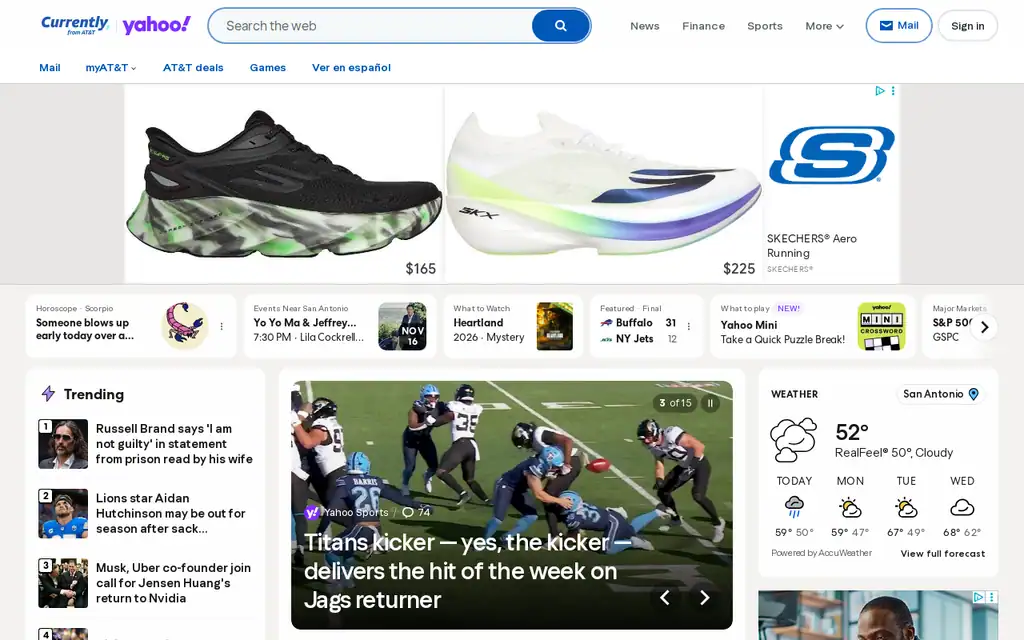 Currently,
from AT&T
yahoo!
Search the web
News
Finance
Sports
More
Mail
Sign in
Mail
myAT&T
AT&T deals
Games
Ver en español
SKX
$165
$225
SKECHERS® Aero
Running
SKECHERS®
Horoscope · Scorpio
Someone blows up
early today over a...
Events Near San Antonio
Yo Yo Ma & Jeffrey...
7:30 PM · Lila Cockrell...
NOV
16
What to Watch
Heartland
2026 · Mystery
Featured · Final
Buffalo 31
NY Jets 12
What to play NEW!
Yahoo Mini
Take a Quick Puzzle Break!
yahoo!
MINI
CROSSWORD
Major Markets
S&P 500
GSPC
Trending
1
Russell Brand says 'I am
not guilty' in statement
from prison read by his wife
2
Lions star Aidan
Hutchinson may be out for
season after sack...
3
Musk, Uber co-founder join
call for Jensen Huang's
return to Nvidia
4
3 of 15
HARRIS
26
35
Yahoo Sports / 74
Titans kicker — yes, the kicker —
delivers the hit of the week on
Jags returner
WEATHER
San Antonio
52°
RealFeel® 50°, Cloudy
TODAY MON TUE WED
59° 50° 59° 47° 67° 49° 68° 62°
Powered by AccuWeather
View full forecast